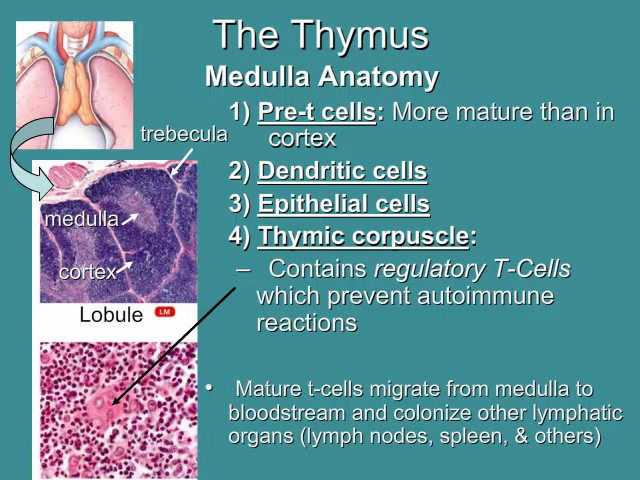 The Thymus
Medulla Anatomy
1) Pre-t cells: More mature than in
cortex
2) Dendritic cells
3) Epithelial cells
4) Thymic corpuscle:
– Contains regulatory T-Cells
which prevent autoimmune
reactions
• Mature t-cells migrate from medulla to
bloodstream and colonize other lymphatic
organs (lymph nodes, spleen, & others)
trebecula
medulla
cortex
Lobule LM